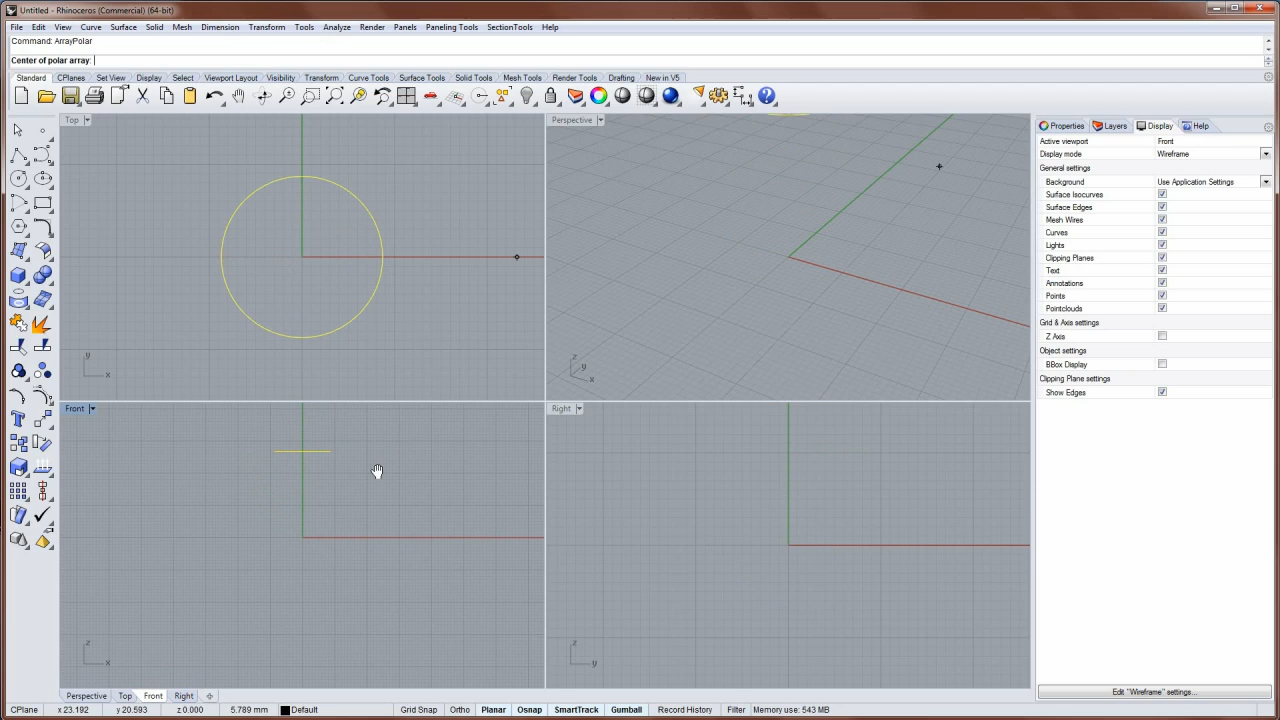 Untitled - Rhinoceros (Commercial) (64-bit)
File Edit View Curve Surface Solid Mesh Dimension Transform Tools Analyze Render Panels Paneling Tools SectionTools Help
Command: ArrayPolar
Center of polar array:
Standard CPlanes Set View Display Select Viewport Layout Visibility Transform Curve Tools Surface Tools Solid Tools Mesh Tools Render Tools Drafting New in V5
Top
Perspective
Properties Layers Display Help
Active viewport Front
Display mode Wireframe
General settings
Background Use Application Settings
Surface Isocurves
Surface Edges
Mesh Wires
Curves
Lights
Clipping Planes
Text
Annotations
Points
Pointclouds
Grid & Axis settings
Z Axis
Object settings
BBox Display
Clipping Plane settings
Show Edges
y
x
z
y
x
Front
Right
z
x
z
y
Edit "Wireframe" settings...
Perspective Top Front Right
CPlane x 23.192 y 20.593 z 0.000 5.789 mm Default Grid Snap Ortho Planar Osnap SmartTrack Gumball Record History Filter Memory use: 543 MB